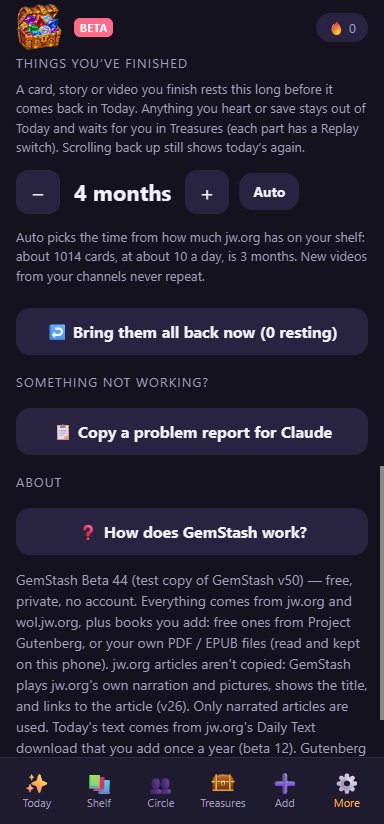 BETA
0
THINGS YOU'VE FINISHED
A card, story or video you finish rests this long before it
comes back in Today. Anything you heart or save stays out of
Today and waits for you in Treasures (each part has a Replay
switch). Scrolling back up still shows today's again.
− 4 months + Auto
Auto picks the time from how much jw.org has on your shelf:
about 1014 cards, at about 10 a day, is 3 months. New videos
from your channels never repeat.
Bring them all back now (0 resting)
SOMETHING NOT WORKING?
Copy a problem report for Claude
ABOUT
How does GemStash work?
GemStash Beta 44 (test copy of GemStash v50) — free,
private, no account. Everything comes from jw.org and
wol.jw.org, plus books you add: free ones from Project
Gutenberg, or your own PDF / EPUB files (read and kept
on this phone). jw.org articles aren't copied: GemStash
plays jw.org's own narration and pictures, shows the title,
and links to the article (v26). Only narrated articles are
used. Today's text comes from jw.org's Daily Text
download that you add once a year (beta 12). Gutenberg
Today Shelf Circle Treasures Add More